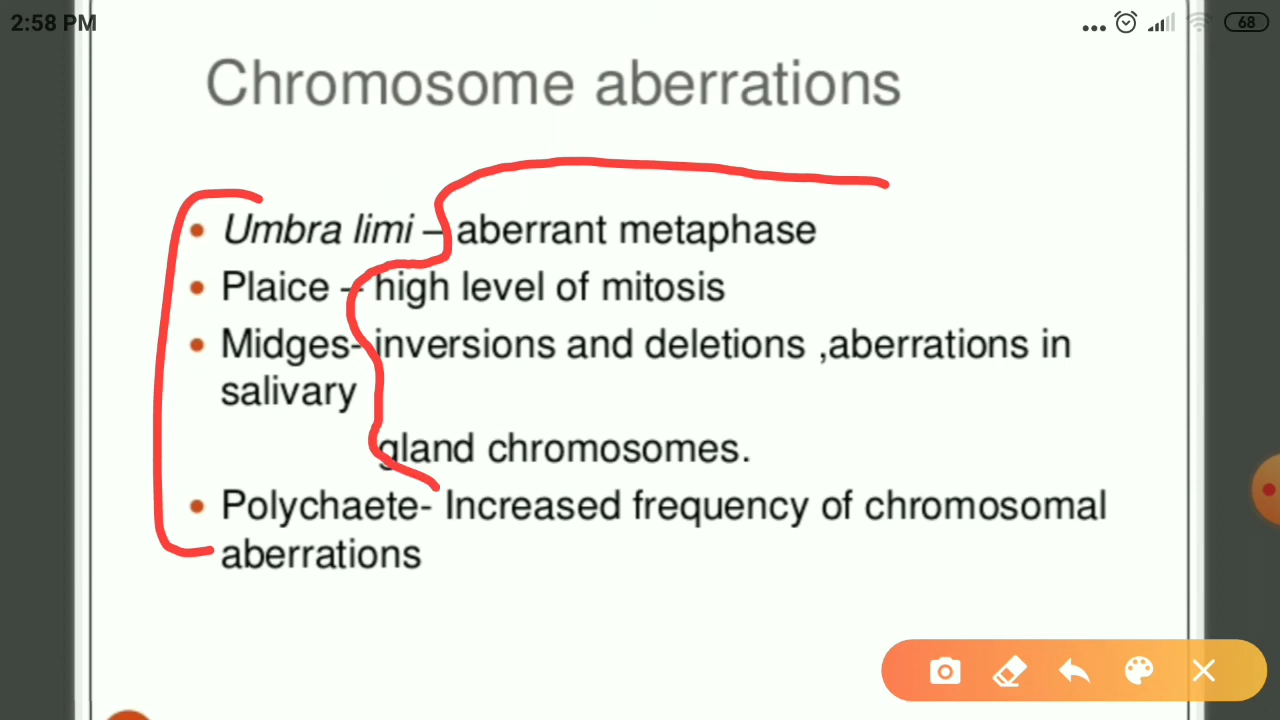 2:58 PM
68
Chromosome aberrations
Umbra limi – aberrant metaphase
Plaice – high level of mitosis
Midges- inversions and deletions ,aberrations in
salivary
gland chromosomes.
Polychaete- Increased frequency of chromosomal
aberrations